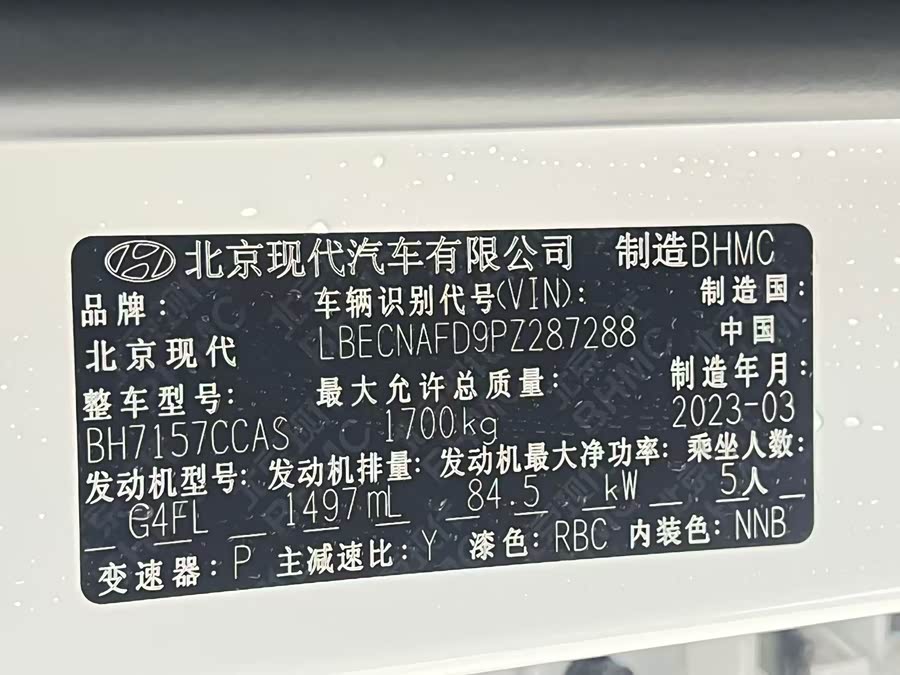 北京现代汽车有限公司 制造BHMC
品牌: 车辆识别代号(VIN): 制造国:
北京现代 LBECNAFD9PZ287288 中国
整车型号: 最大允许总质量: 制造年月:
BH7157CCAS 1700kg 2023-03
发动机型号: 发动机排量: 发动机最大净功率: 乘坐人数:
G4FL 1497mL 84.5 kW 5人
变速器: P 主减速比: Y 漆色: RBC 内装色: NNB